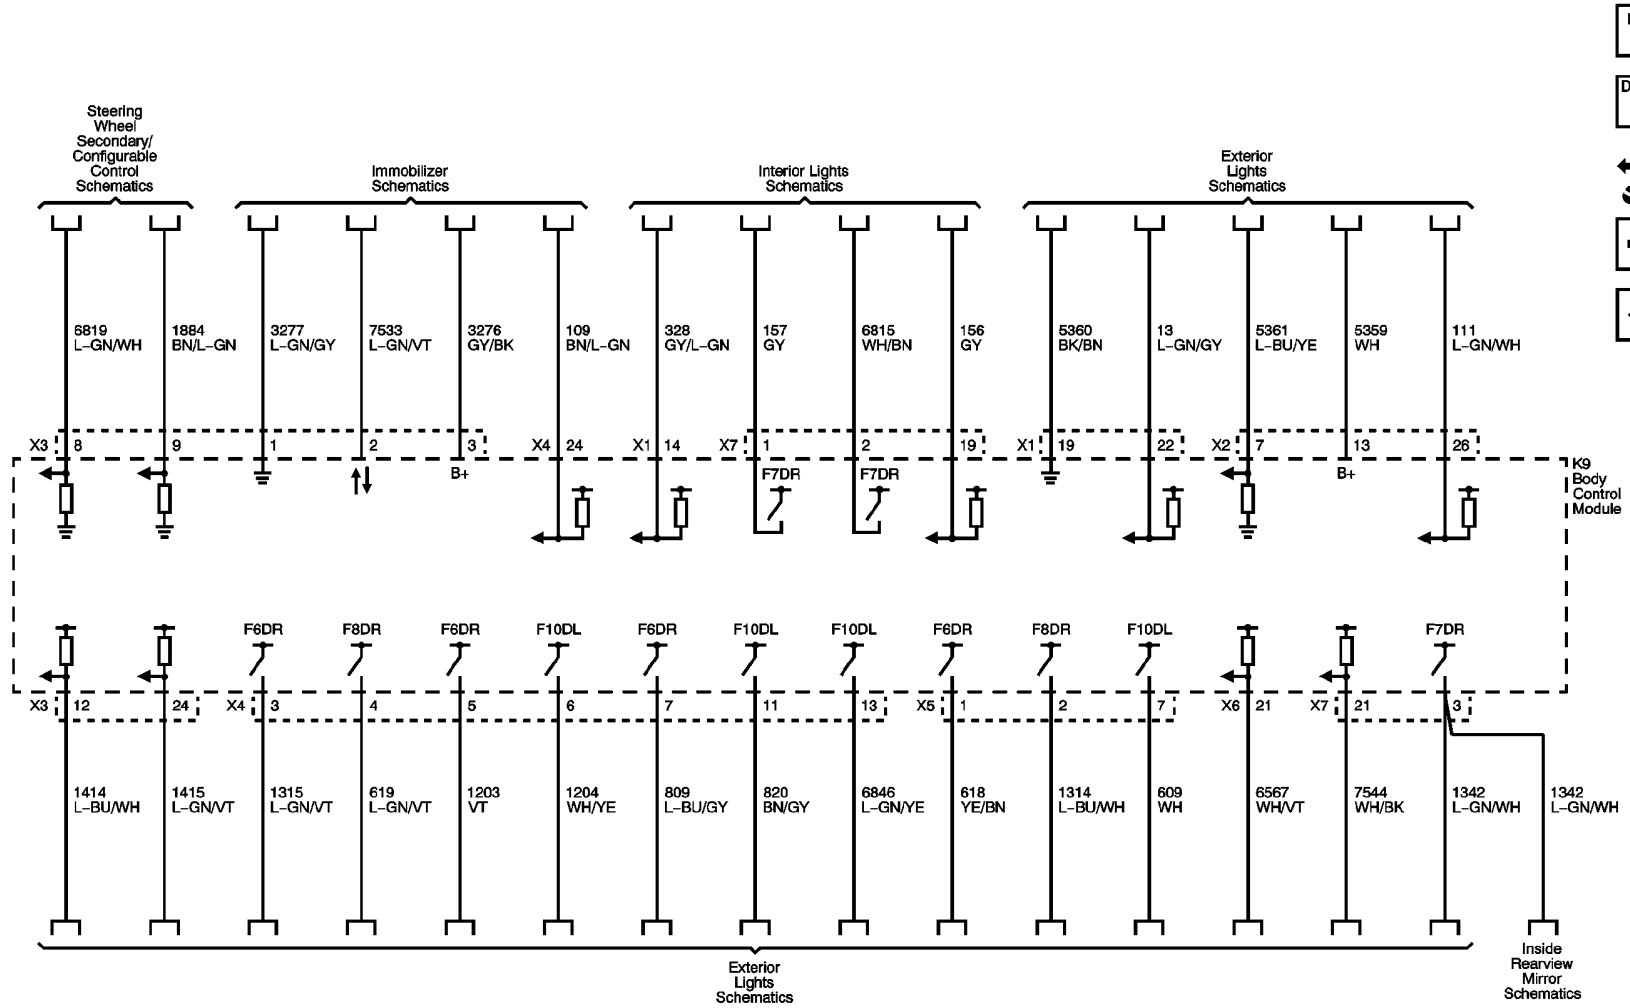 Steering
Wheel
Secondary/
Configurable
Control
Schematics
Immobilizer
Schematics
Interior Lights
Schematics
Exterior
Lights
Schematics
D
6819
L-GN/WH
1884
BN/L-GN
3277
L-GN/GY
7533
L-GN/VT
3276
GY/BK
109
BN/L-GN
328
GY/L-GN
157
GY
6815
WH/BN
156
GY
5360
BK/BN
13
L-GN/GY
5361
L-BU/YE
5359
WH
111
L-GN/WH
X3 8 9 1 2 3 X4 24 X1 14 X7 1 2 19 X1 19 22 X2 7 13 26
B+ F7DR F7DR B+
K9
Body
Control
Module
F6DR F8DR F6DR F10DL F6DR F10DL F10DL F6DR F8DR F10DL F7DR
X3 12 24 X4 3 4 5 6 7 11 13 X5 1 2 7 X6 21 X7 21 3
1414
L-BU/WH
1415
L-GN/VT
1315
L-GN/VT
619
L-GN/VT
1203
VT
1204
WH/YE
809
L-BU/GY
820
BN/GY
6846
L-GN/YE
618
YE/BN
1314
L-BU/WH
609
WH
6567
WH/VT
7544
WH/BK
1342
L-GN/WH
1342
L-GN/WH
Exterior
Lights
Schematics
Inside
Rearview
Mirror
Schematics